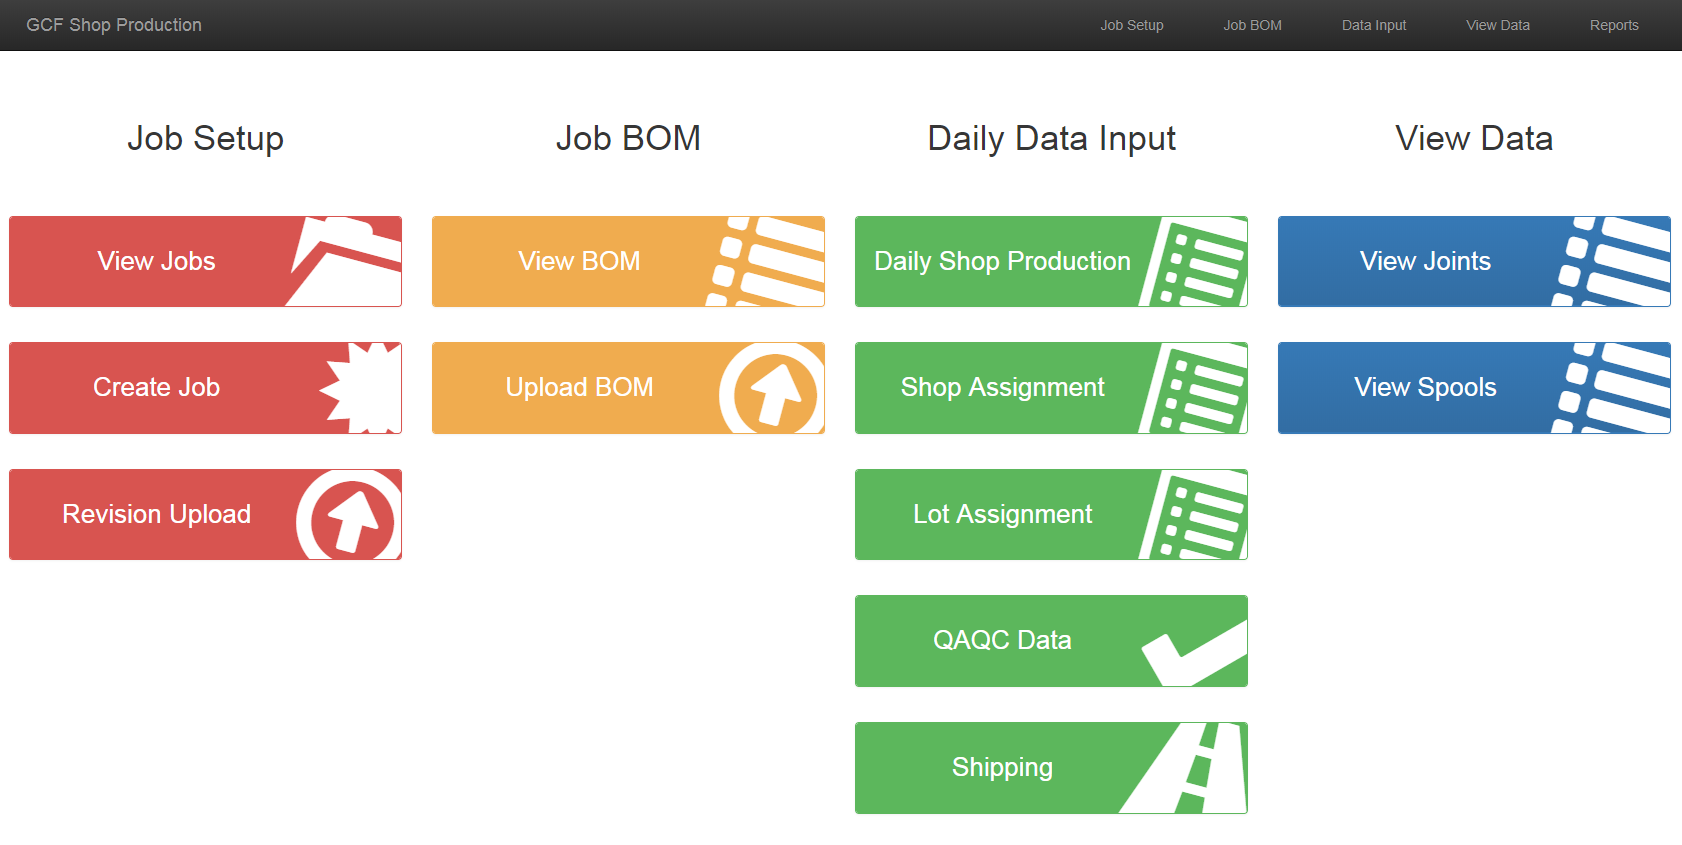 GCF Shop Production
Job Setup
Job BOM
Data Input
View Data
Reports
Job Setup
View Jobs
Create Job
Revision Upload
Job BOM
View BOM
Upload BOM
Daily Data Input
Daily Shop Production
Shop Assignment
Lot Assignment
QAQC Data
Shipping
View Data
View Joints
View Spools